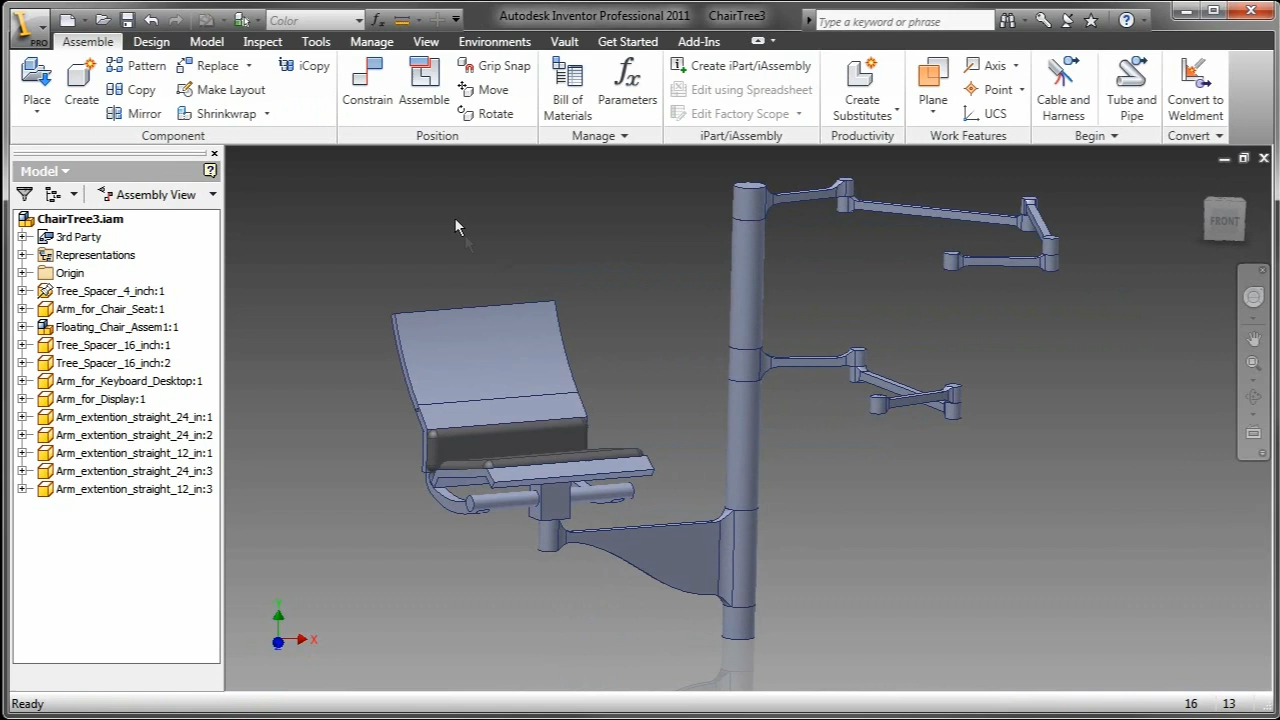 Color
Autodesk Inventor Professional 2011 ChairTree3
Type a keyword or phrase
PRO
Assemble Design Model Inspect Tools Manage View Environments Vault Get Started Add-Ins
Place
Create
Pattern
Copy
Mirror
Replace
Make Layout
Shrinkwrap
iCopy
Component
Constrain
Assemble
Grip Snap
Move
Rotate
Position
Bill of
Materials
Parameters
Manage
Create iPart/iAssembly
Edit using Spreadsheet
Edit Factory Scope
iPart/iAssembly
Create
Substitutes
Productivity
Plane
Axis
Point
UCS
Work Features
Cable and
Harness
Tube and
Pipe
Begin
Convert to
Weldment
Convert
Model
Assembly View
ChairTree3.iam
3rd Party
Representations
Origin
Tree_Spacer_4_inch:1
Arm_for_Chair_Seat:1
Floating_Chair_Assem1:1
Tree_Spacer_16_inch:1
Tree_Spacer_16_inch:2
Arm_for_Keyboard_Desktop:1
Arm_for_Display:1
Arm_extention_straight_24_in:1
Arm_extention_straight_24_in:2
Arm_extention_straight_12_in:1
Arm_extention_straight_24_in:3
Arm_extention_straight_12_in:3
FRONT
Y
X
Ready
16 13